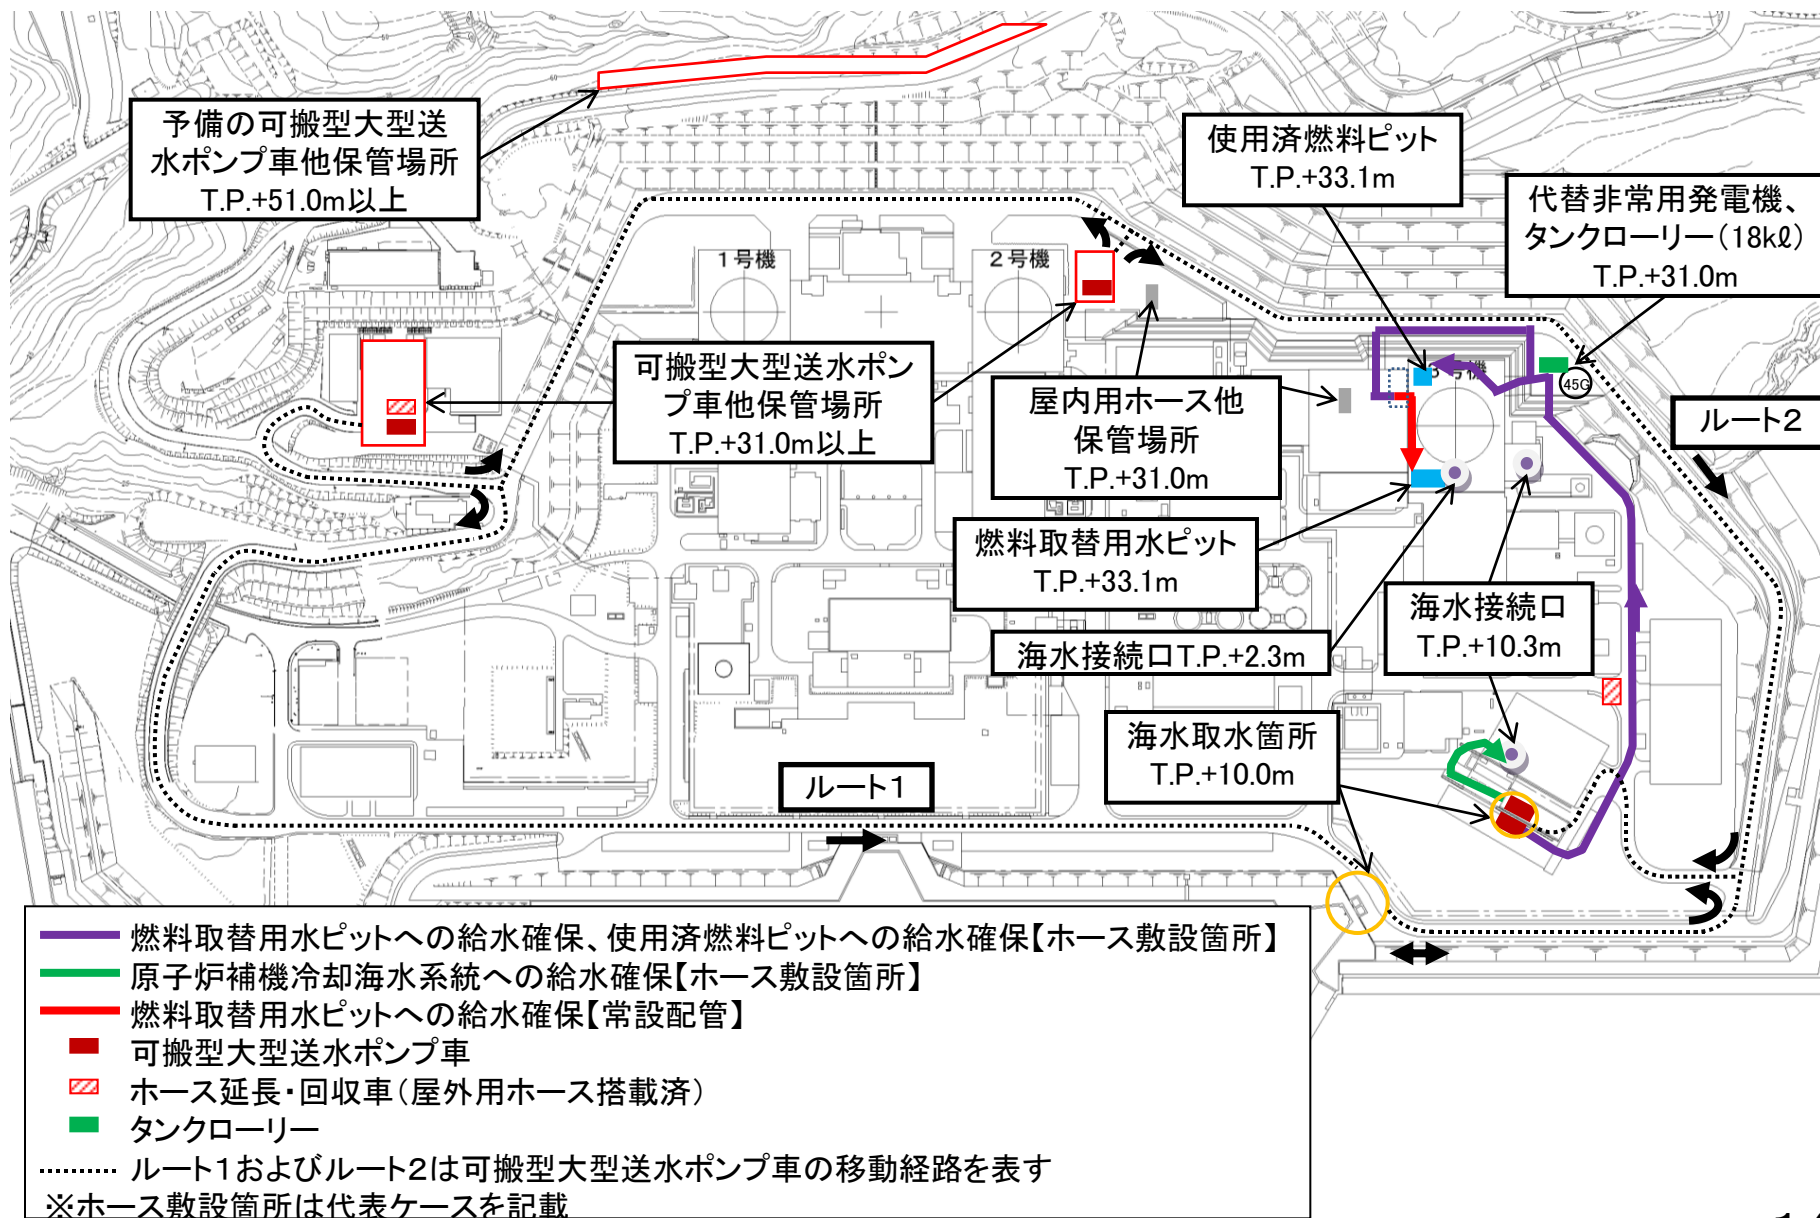 予備の可搬型大型送
水ポンプ車他保管場所
T.P.+51.0m以上
使用済燃料ピット
T.P.+33.1m
代替非常用発電機、
タンクローリー(18kℓ)
T.P.+31.0m
1号機
2号機
3号機
45G
可搬型大型送水ポン
プ車他保管場所
T.P.+31.0m以上
屋内用ホース他
保管場所
T.P.+31.0m
ルート2
燃料取替用水ピット
T.P.+33.1m
海水接続口
T.P.+10.3m
海水接続口T.P.+2.3m
海水取水箇所
T.P.+10.0m
ルート1
燃料取替用水ピットへの給水確保、使用済燃料ピットへの給水確保【ホース敷設箇所】
原子炉補機冷却海水系統への給水確保【ホース敷設箇所】
燃料取替用水ピットへの給水確保【常設配管】
可搬型大型送水ポンプ車
ホース延長・回収車(屋外用ホース搭載済)
タンクローリー
ルート1およびルート2は可搬型大型送水ポンプ車の移動経路を表す
※ホース敷設箇所は代表ケースを記載